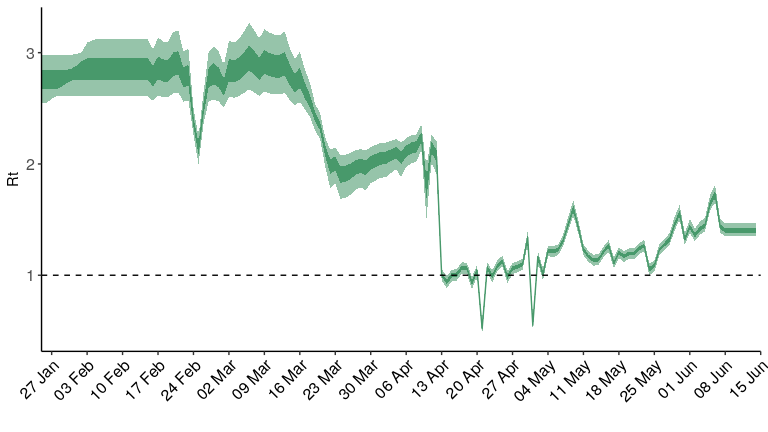 3
2
1
Rt
27 Jan
03 Feb
10 Feb
17 Feb
24 Feb
02 Mar
09 Mar
16 Mar
23 Mar
30 Mar
06 Apr
13 Apr
20 Apr
27 Apr
04 May
11 May
18 May
25 May
01 Jun
08 Jun
15 Jun